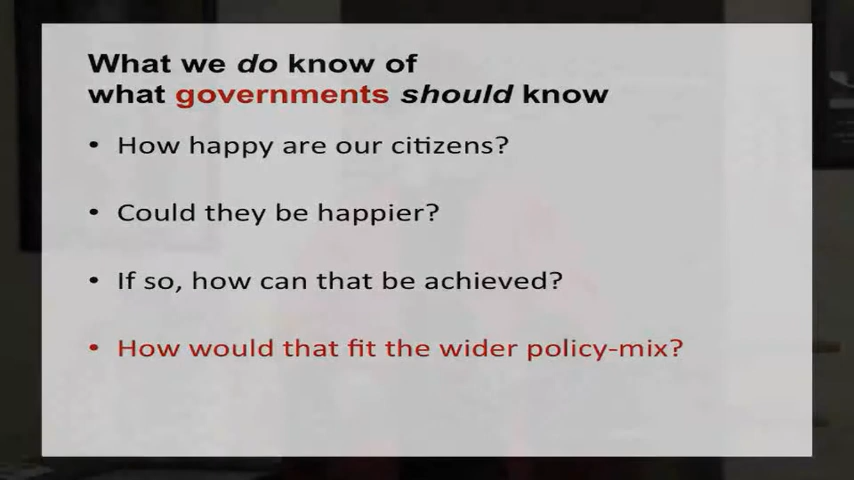 What we do know of
what governments should know
• How happy are our citizens?
• Could they be happier?
• If so, how can that be achieved?
• How would that fit the wider policy-mix?